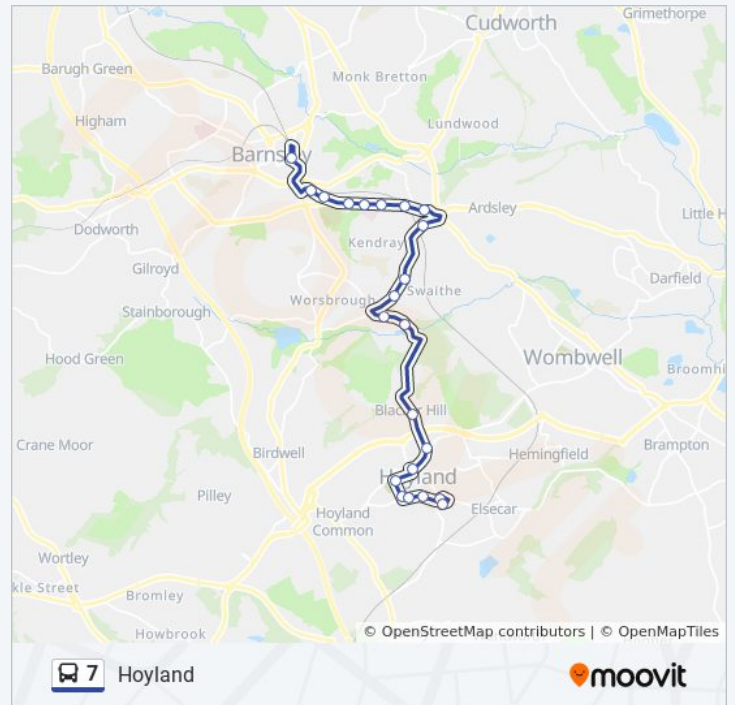 Grimethorpe
Cudworth
Barugh Green
Monk Bretton
Higham
Lundwood
Barnsley
Ardsley
Little H
Dodworth
Kendray
Gilroyd
Darfield
Swaithe
Worsbrough
Stainborough
Hood Green
Wombwell
Broomhi
Blacker Hill
Crane Moor
Brampton
Birdwell
Hemingfield
Hoyland
Pilley
Elsecar
Hoyland
Common
Wortley
kle Street
Bromley
Howbrook
© OpenStreetMap contributors | © OpenMapTiles
7 Hoyland
moovit